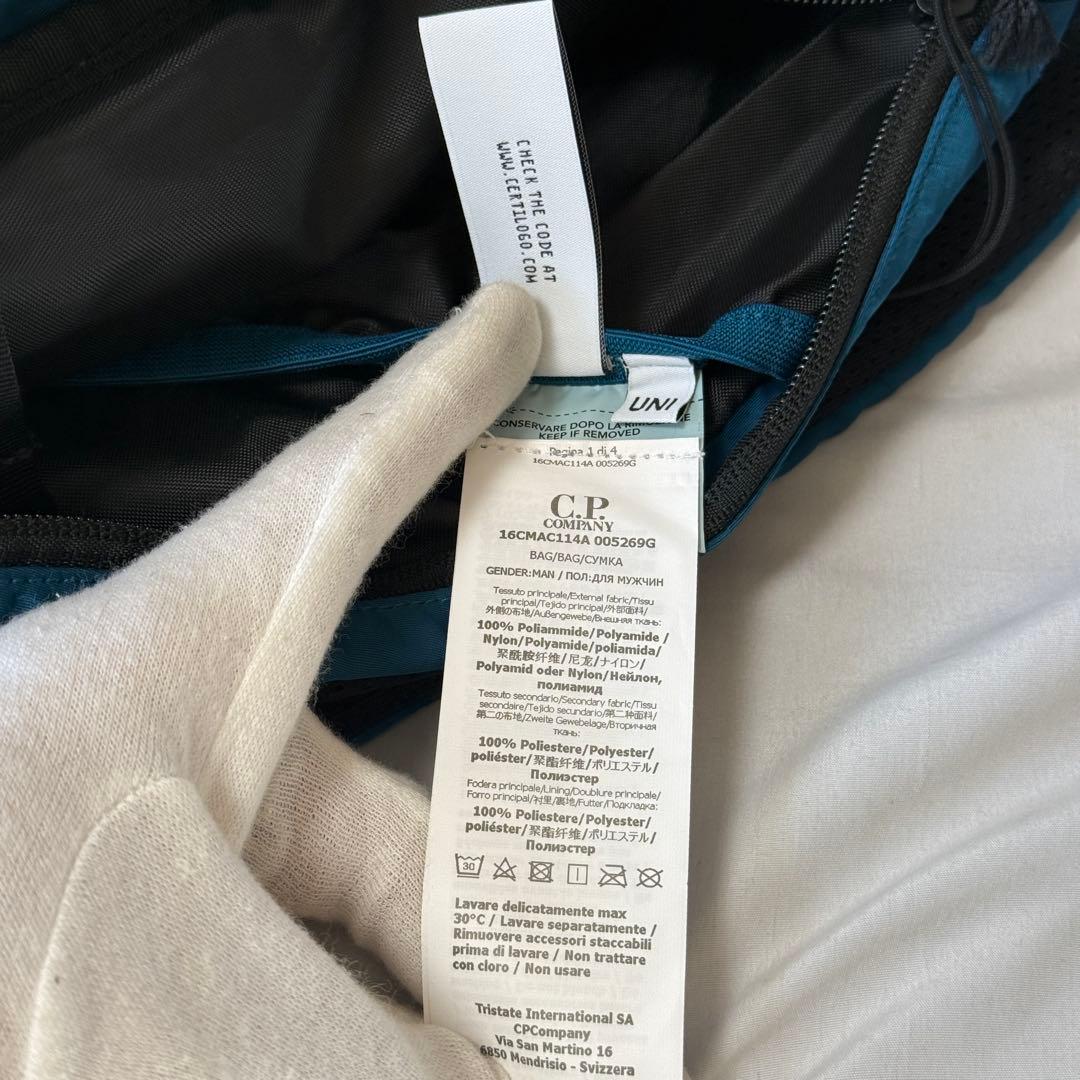 CHECK THE CODE AT
WWW.CERTILOGO.COM
UNI
CONSERVARE DOPO LA
KEEP IF REMOVED
Pagina 1 di 4
16CMAC114A 005269G
C.P.
COMPANY
16CMAC114A 005269G
BAG/BAG/СУМКА
GENDER:MAN / ПОЛ:ДЛЯ МУЖЧИН
Tessuto principale/External fabric/Tissu
principal/Tejido principal/外部面料/
外側の布地/Außengewebe/Внешняя ткань:
100% Poliammide/Polyamide /
Nylon/Polyamide/poliamida/
聚酰胺纤维/尼龙/ナイロン/
Polyamid oder Nylon/Нейлон,
полиамид
Tessuto secondario/Secondary fabric/Tissu
secondaire/Tejido secundario/第二种面料/
第二の布地/Zweite Gewebelage/Вторичная
ткань:
100% Poliestere/Polyester/
poliéster/聚酯纤维/ポリエステル/
Полиэстер
Fodera principale/Lining/Doublure principale/
Forro principal/衬里/裏地/Futter/Подкладка:
100% Poliestere/Polyester/
poliéster/聚酯纤维/ポリエステル/
Полиэстер
30
Lavare delicatamente max
30°C / Lavare separatamente /
Rimuovere accessori staccabili
prima di lavare / Non trattare
con cloro / Non usare
Tristate International SA
CPCompany
Via San Martino 16
6850 Mendrisio - Svizzera